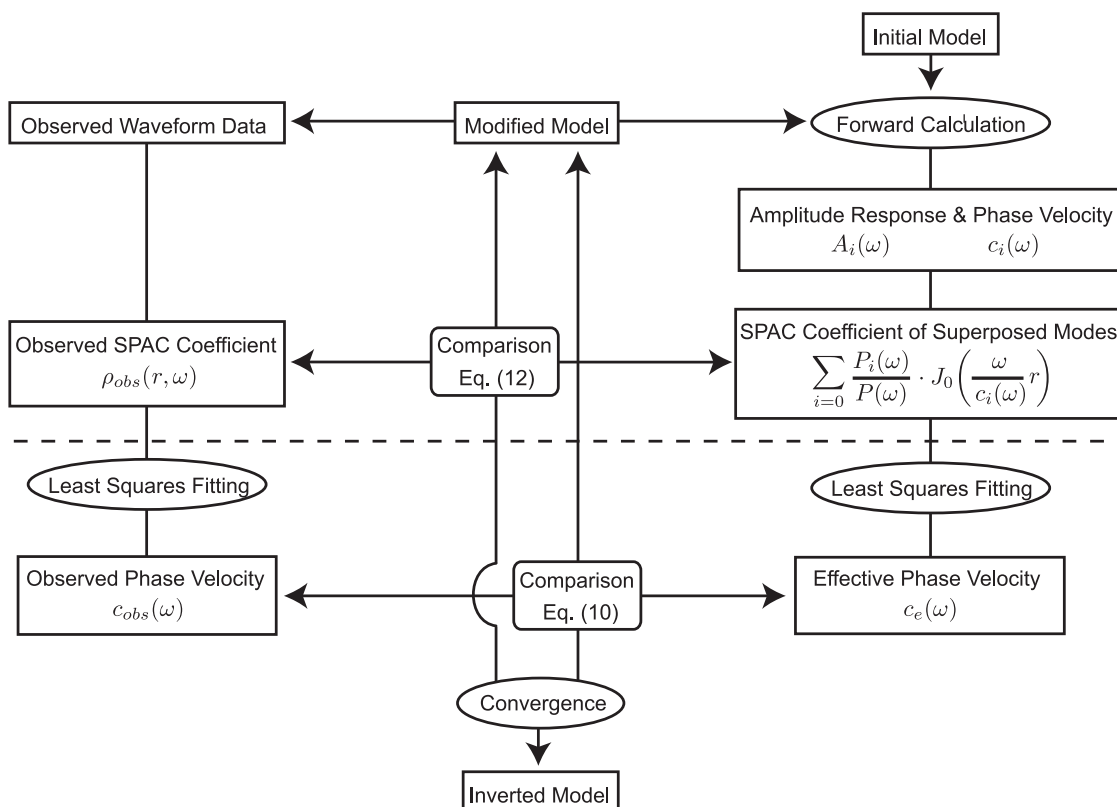 Initial Model
Observed Waveform Data
Modified Model
Forward Calculation
Amplitude Response & Phase Velocity
A_i(ω) c_i(ω)
Observed SPAC Coefficient
ρ_obs(r, ω)
Comparison
Eq. (12)
SPAC Coefficient of Superposed Modes
∑_{i=0} P_i(ω)/P(ω) · J_0(ω/c_i(ω) r)
Least Squares Fitting
Least Squares Fitting
Observed Phase Velocity
c_obs(ω)
Comparison
Eq. (10)
Effective Phase Velocity
c_e(ω)
Convergence
Inverted Model